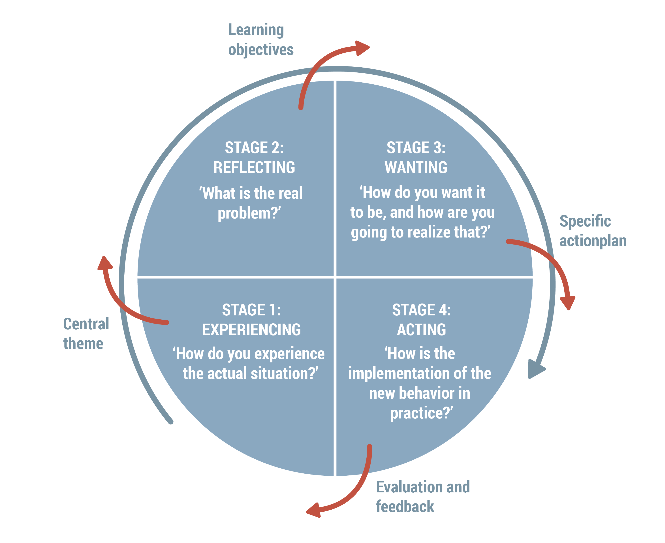 Learning
objectives
STAGE 2:
REFLECTING
'What is the real
problem?'
STAGE 3:
WANTING
'How do you want it
to be, and how are you
going to realize that?'
Specific
actionplan
Central
theme
STAGE 1:
EXPERIENCING
'How do you experience
the actual situation?'
STAGE 4:
ACTING
'How is the
implementation of the
new behavior in
practice?'
Evaluation and
feedback